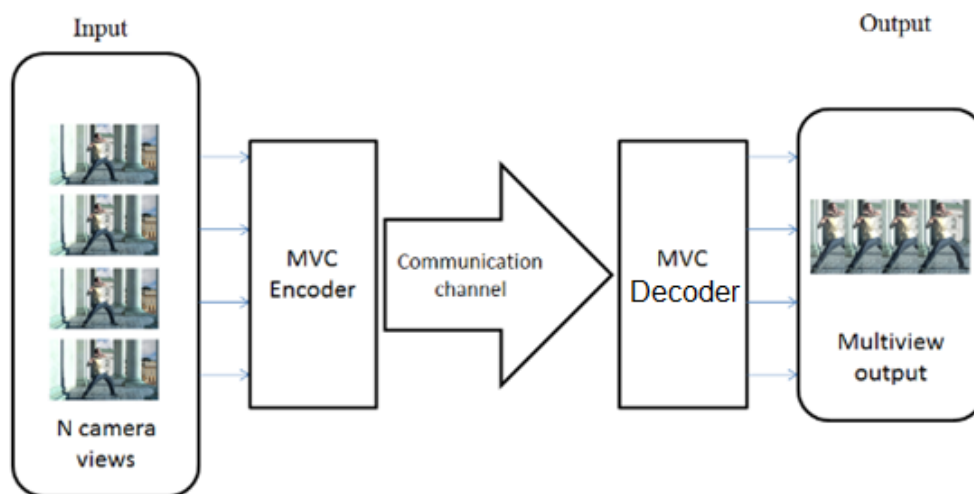 Input
Output
N camera
views
MVC
Encoder
Communication
channel
MVC
Decoder
Multiview
output